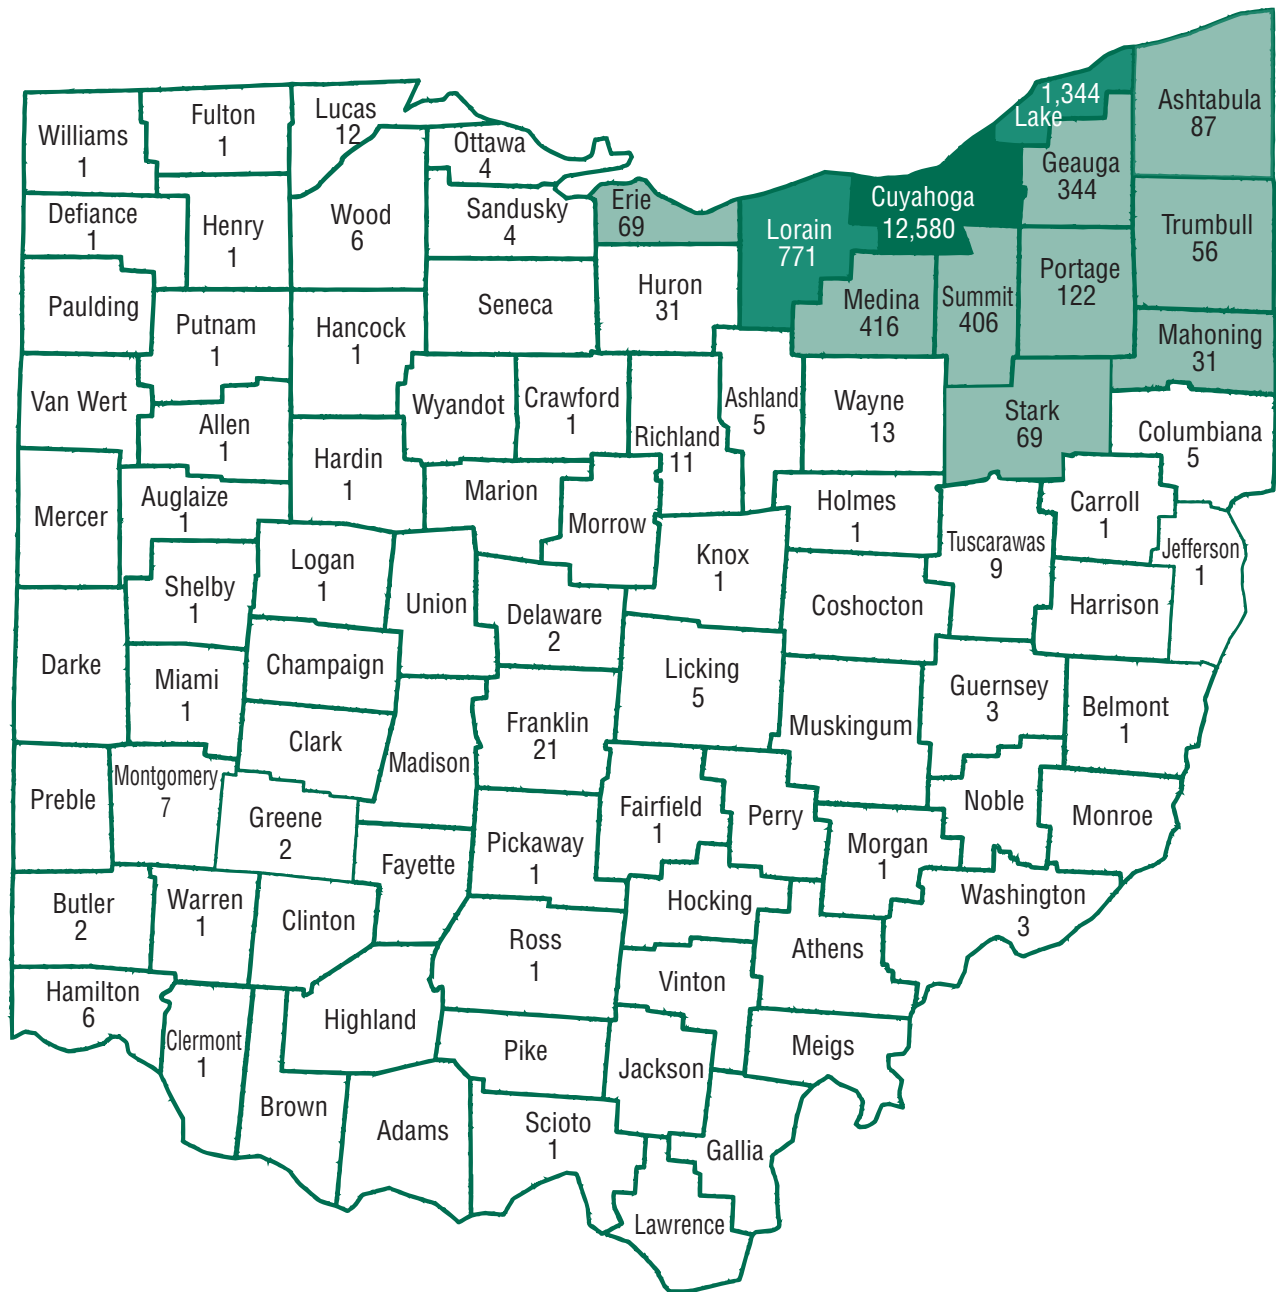 Williams
1
Fulton
1
Lucas
12
Ottawa
4
1,344
Lake
Ashtabula
87
Geauga
344
Defiance
1
Henry
1
Wood
6
Sandusky
4
Erie
69
Lorain
771
Cuyahoga
12,580
Trumbull
56
Paulding
Putnam
1
Hancock
1
Seneca
Huron
31
Medina
416
Summit
406
Portage
122
Mahoning
31
Van Wert
Allen
1
Wyandot
Crawford
1
Richland
11
Ashland
5
Wayne
13
Stark
69
Columbiana
5
Mercer
Auglaize
1
Hardin
1
Marion
Morrow
Holmes
1
Tuscarawas
9
Carroll
1
Jefferson
1
Shelby
1
Logan
1
Union
Delaware
2
Knox
1
Coshocton
Harrison
Darke
Miami
1
Champaign
Licking
5
Guernsey
3
Belmont
1
Clark
Madison
Franklin
21
Muskingum
Preble
Montgomery
7
Greene
2
Fayette
Pickaway
1
Fairfield
1
Perry
Morgan
1
Noble
Monroe
Butler
2
Warren
1
Clinton
Ross
1
Hocking
Athens
Washington
3
Hamilton
6
Clermont
1
Highland
Vinton
Pike
Jackson
Meigs
Brown
Adams
Scioto
1
Gallia
Lawrence